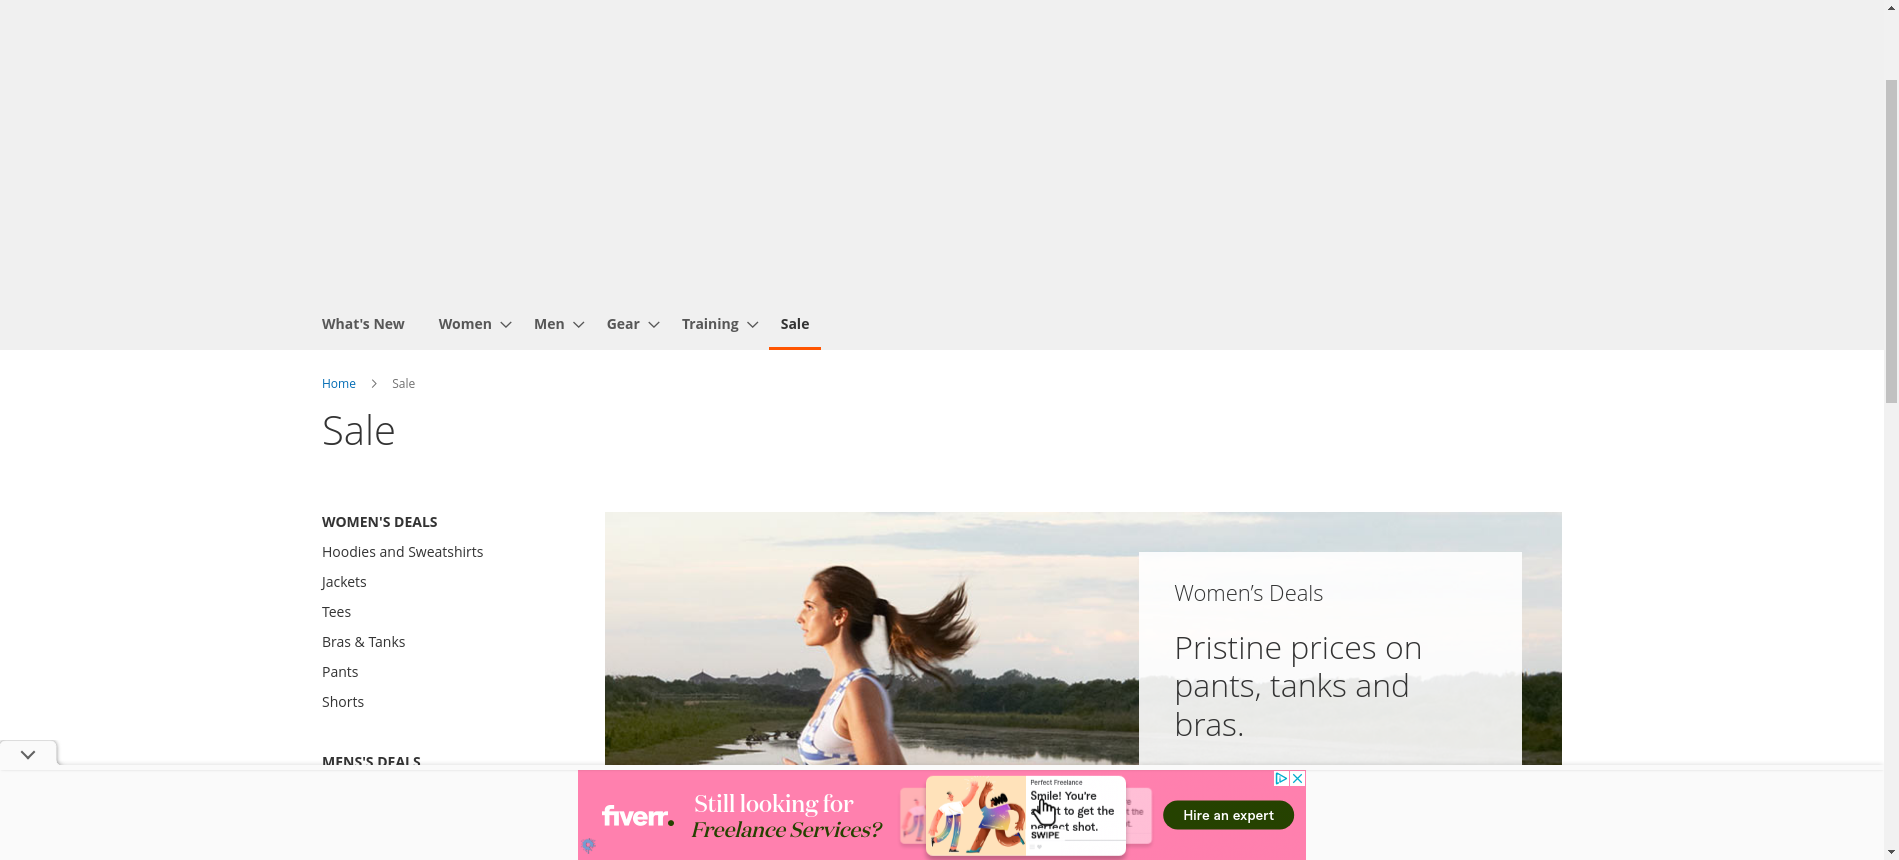 What's New Women Men Gear Training Sale
Home Sale
Sale
WOMEN'S DEALS
Hoodies and Sweatshirts
Jackets
Tees
Bras & Tanks
Pants
Shorts
MENS'S DEALS
Women’s Deals
Pristine prices on
pants, tanks and
bras.
fiverr.
Still looking for
Freelance Services?
Perfect Freelance
Smile! You're
to get the
perfect shot.
SWIPE
Hire an expert